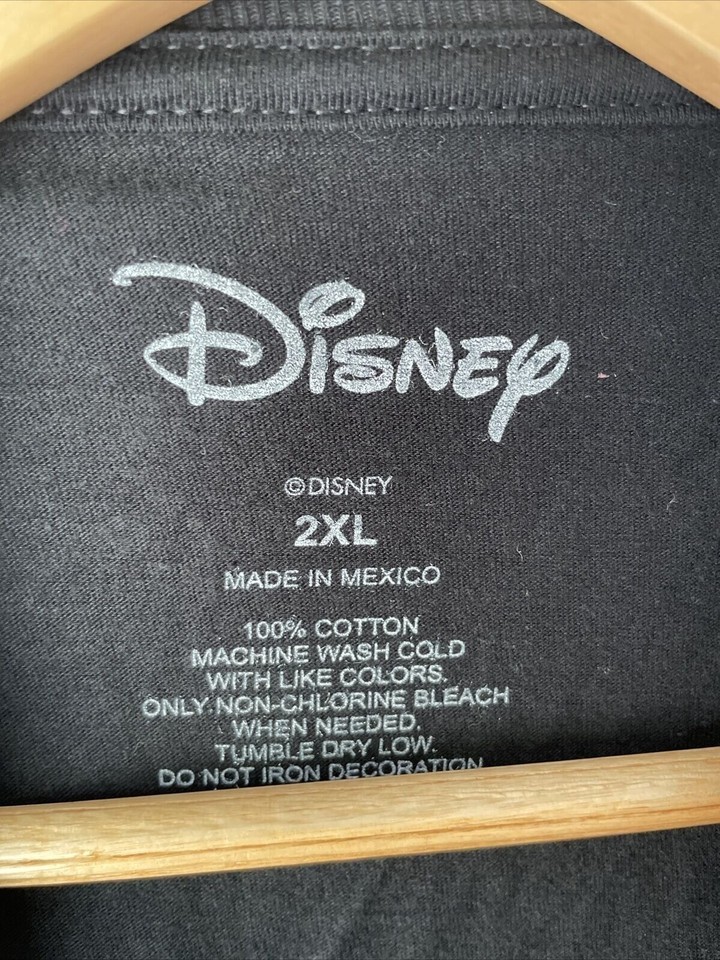 Disney
©DISNEY
2XL
MADE IN MEXICO
100% COTTON
MACHINE WASH COLD
WITH LIKE COLORS.
ONLY NON-CHLORINE BLEACH
WHEN NEEDED.
TUMBLE DRY LOW.
DO NOT IRON DECORATION